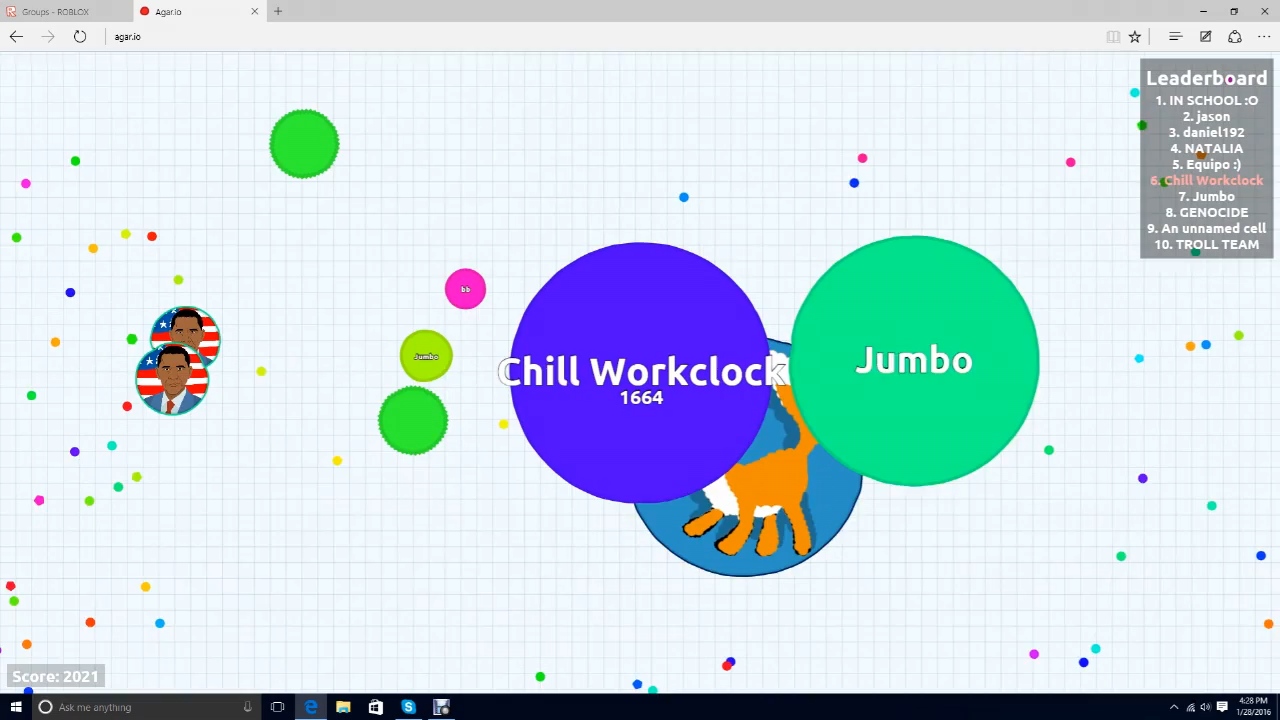 Groups - ROBLOX
Agar.io
agar.io
Leaderboard
1. IN SCHOOL :O
2. jason
3. daniel192
4. NATALIA
5. Equipo :)
6. Chill Workclock
7. Jumbo
8. GENOCIDE
9. An unnamed cell
10. TROLL TEAM
bb
Jumbo
Chill Workclock
1664
Jumbo
Score: 2021
Ask me anything
4:28 PM
1/28/2016